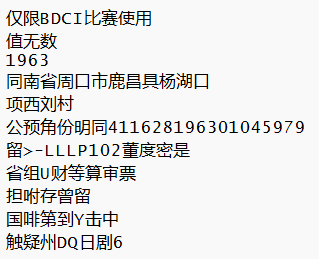 仅限BDCI比赛使用
值无数
1963
同南省周口市鹿昌具杨湖口
项西刘村
公预角份明同411628196301045979
留>-LLLP102董度密是
省组U财等算审票
担咐存曾留
国啡第到Y击中
触疑州DQ日剧6